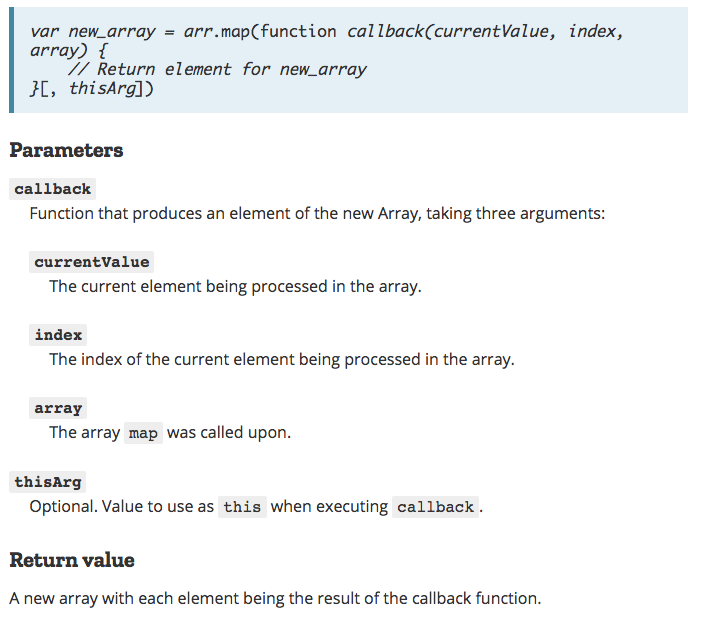 var new_array = arr.map(function callback(currentValue, index,
array) {
    // Return element for new_array
}[, thisArg])
Parameters
callback
Function that produces an element of the new Array, taking three arguments:
currentValue
The current element being processed in the array.
index
The index of the current element being processed in the array.
array
The array map was called upon.
thisArg
Optional. Value to use as this when executing callback.
Return value
A new array with each element being the result of the callback function.